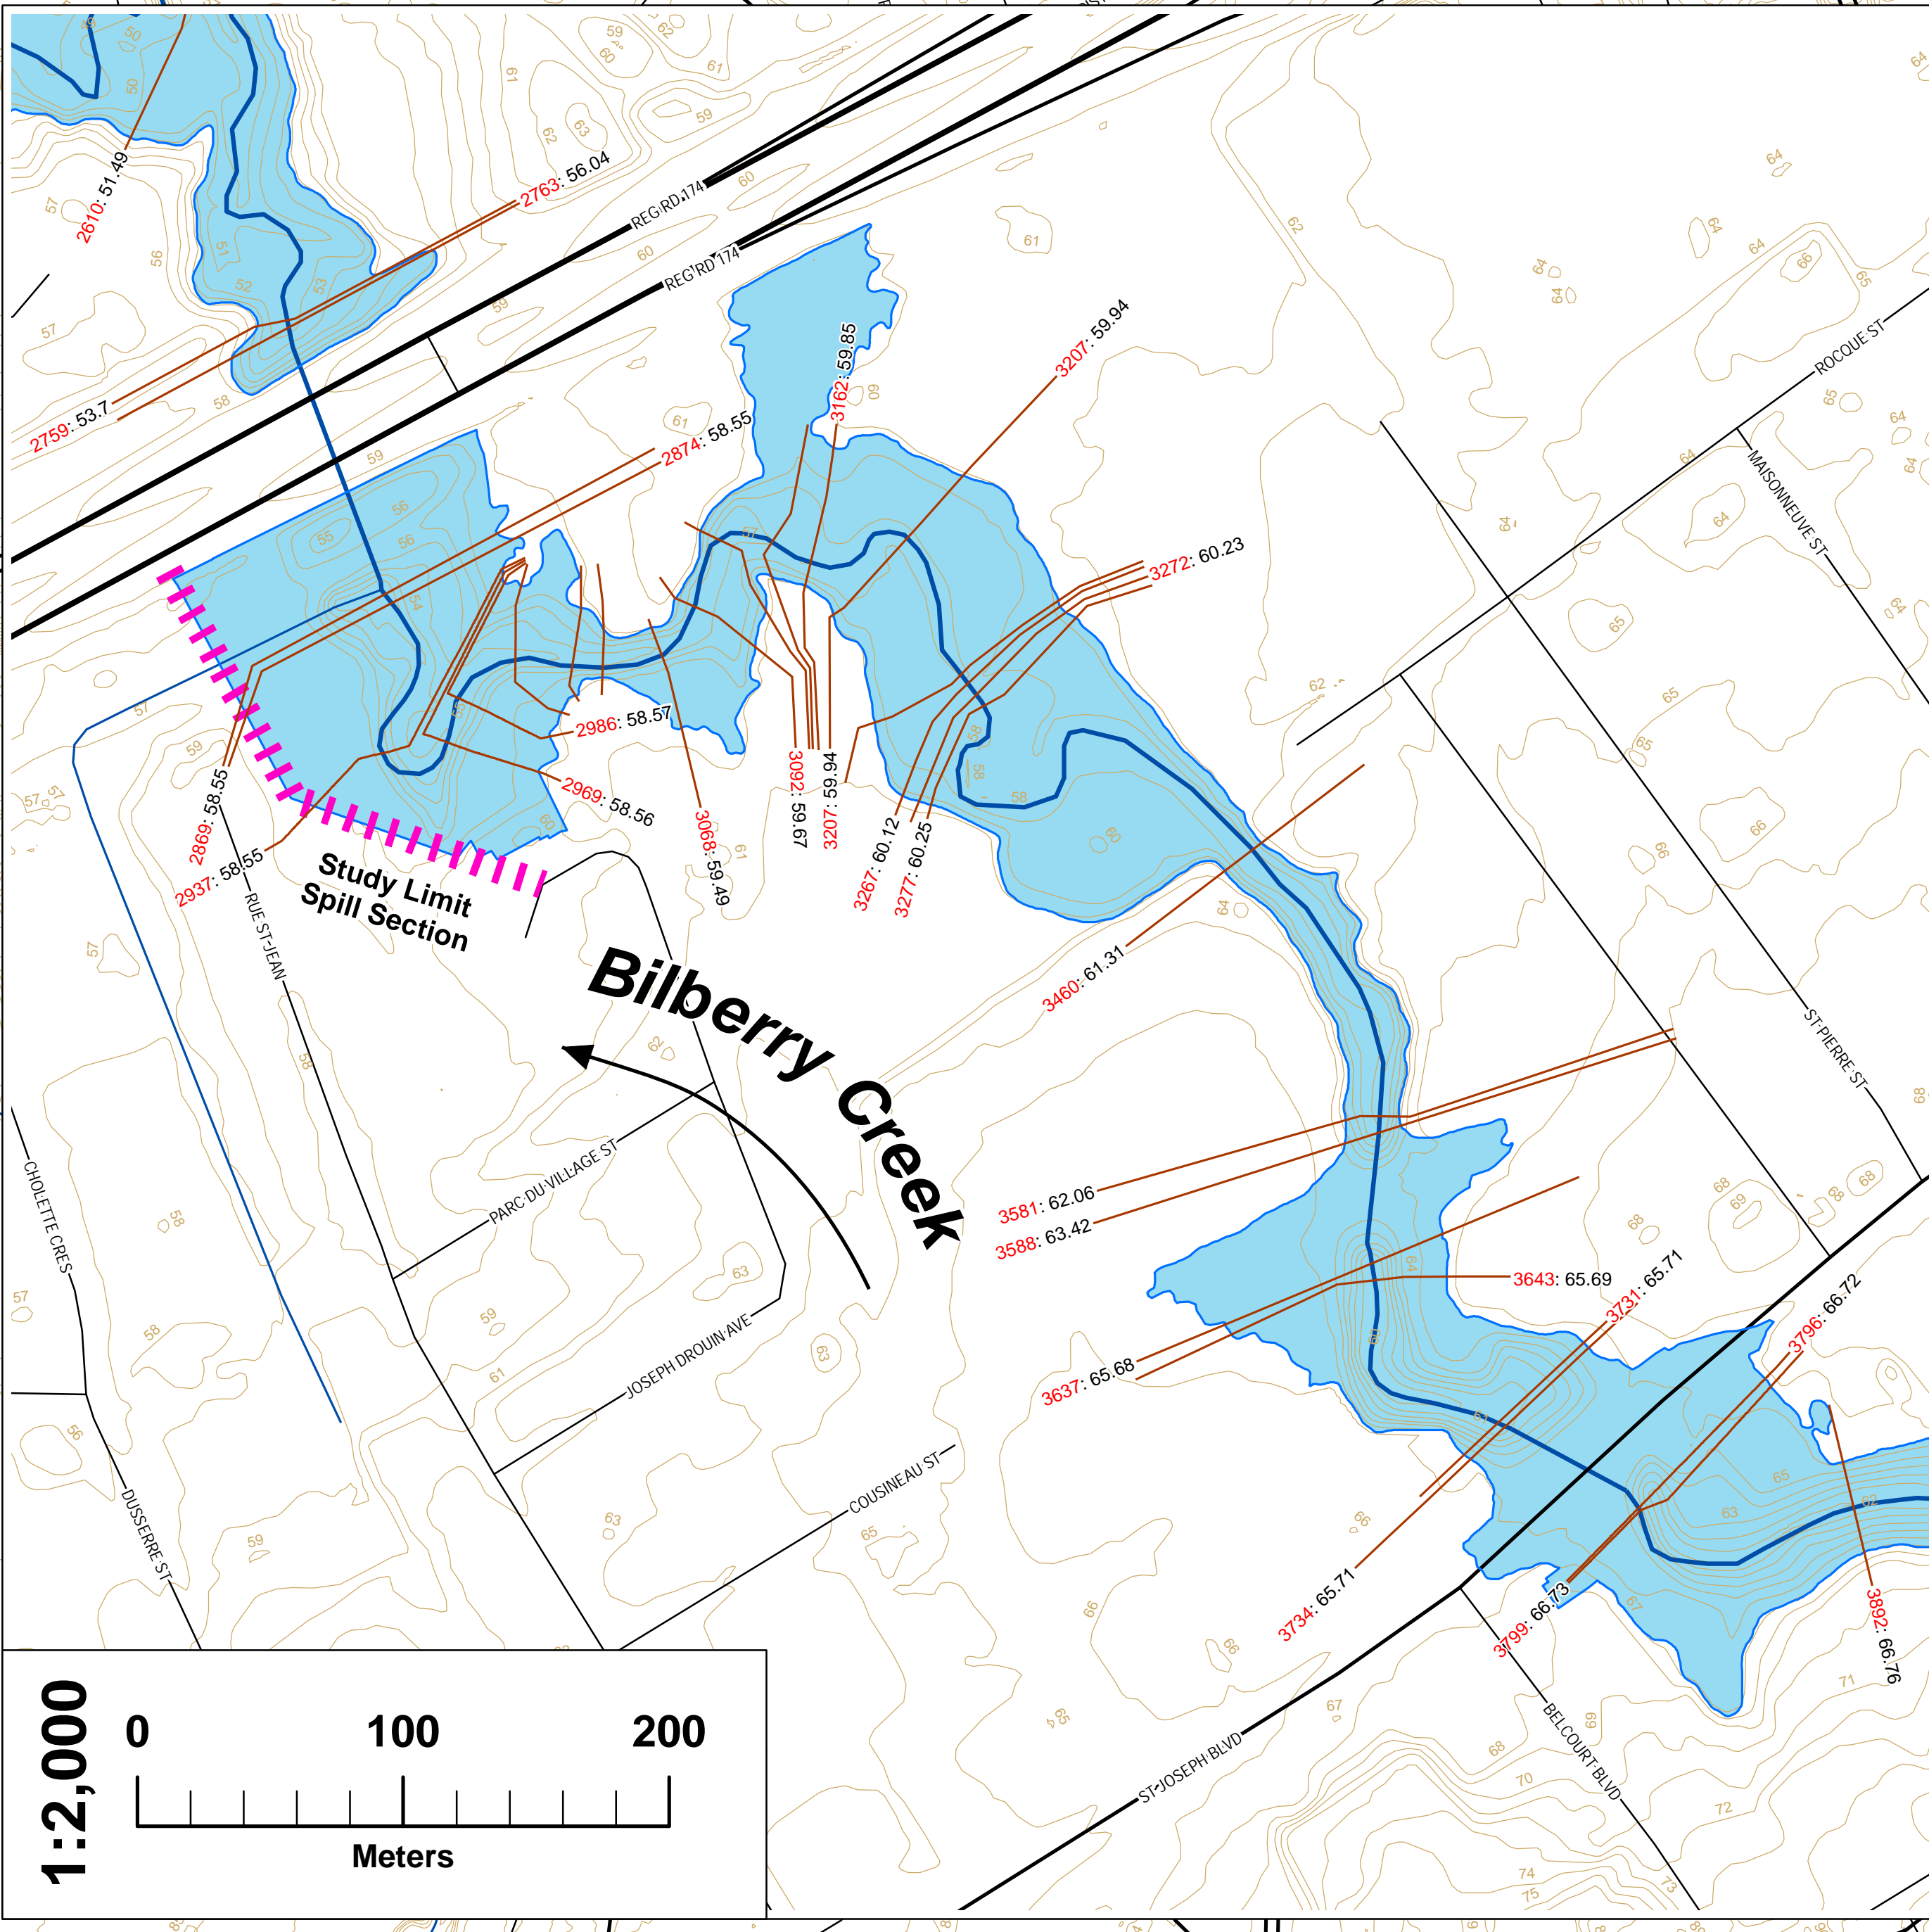 2610: 51.49
2763: 56.04
REG RD 174
REG RD 174
2759: 53.7
2874: 58.55
3162: 59.85
3207: 59.94
3272: 60.23
ROCQUE ST
MAISONNEUVE ST
ST PIERRE ST
2986: 58.57
2969: 58.56
2869: 58.55
2937: 58.55
3068: 59.49
3092: 59.67
3207: 59.94
3267: 60.12
3277: 60.25
Study Limit
Spill Section
RUE ST-JEAN
3460: 61.31
Bilberry Creek
3581: 62.06
3588: 63.42
CHOLETTE CRES
PARC DU VILLAGE ST
JOSEPH DROUIN AVE
3637: 65.68
3643: 65.69
3731: 65.71
3796: 66.72
COUSINEAU ST
DUSSERRE ST
3734: 65.71
3799: 66.73
3892: 66.76
ST JOSEPH BLVD
BELCOURT BLVD
1:2,000
0 100 200
Meters